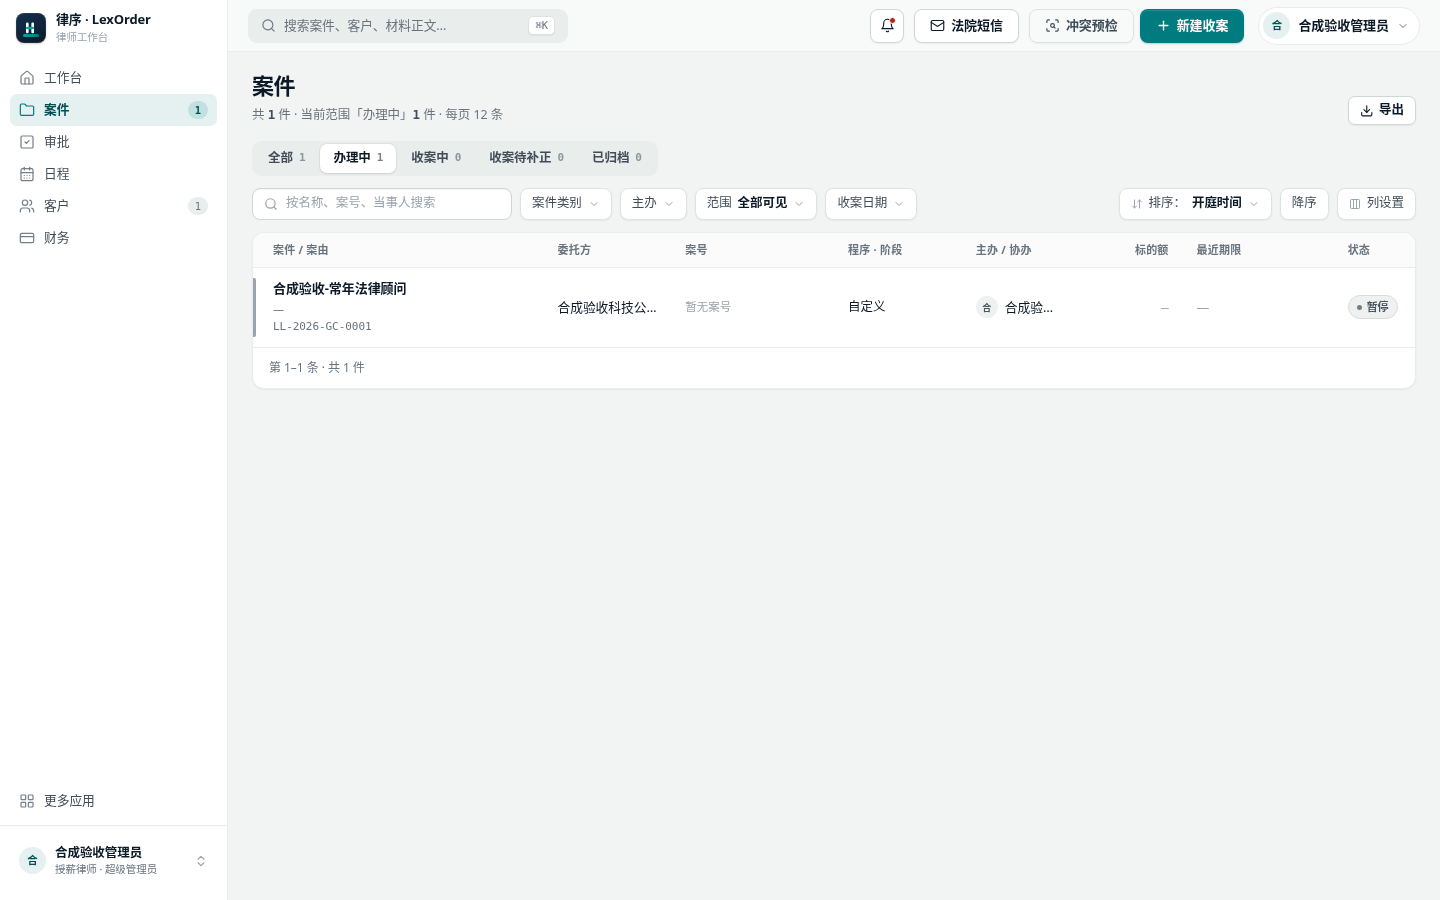 律序 · LexOrder
律师工作台
工作台
案件 1
审批
日程
客户 1
财务
更多应用
合成验收管理员
授薪律师 · 超级管理员
搜索案件、客户、材料正文... ⌘K
法院短信
冲突预检
新建收案
合 合成验收管理员
案件
共 1 件 · 当前范围「办理中」1 件 · 每页 12 条
导出
全部 1 办理中 1 收案中 0 收案待补正 0 已归档 0
按名称、案号、当事人搜索
案件类别
主办
范围 全部可见
收案日期
排序： 开庭时间
降序
列设置
案件 / 案由 委托方 案号 程序 · 阶段 主办 / 协办 标的额 最近期限 状态
合成验收-常年法律顾问
—
LL-2026-GC-0001
合成验收科技公...
暂无案号
自定义
合 合成验...
—
—
暂停
第 1–1 条 · 共 1 件
合